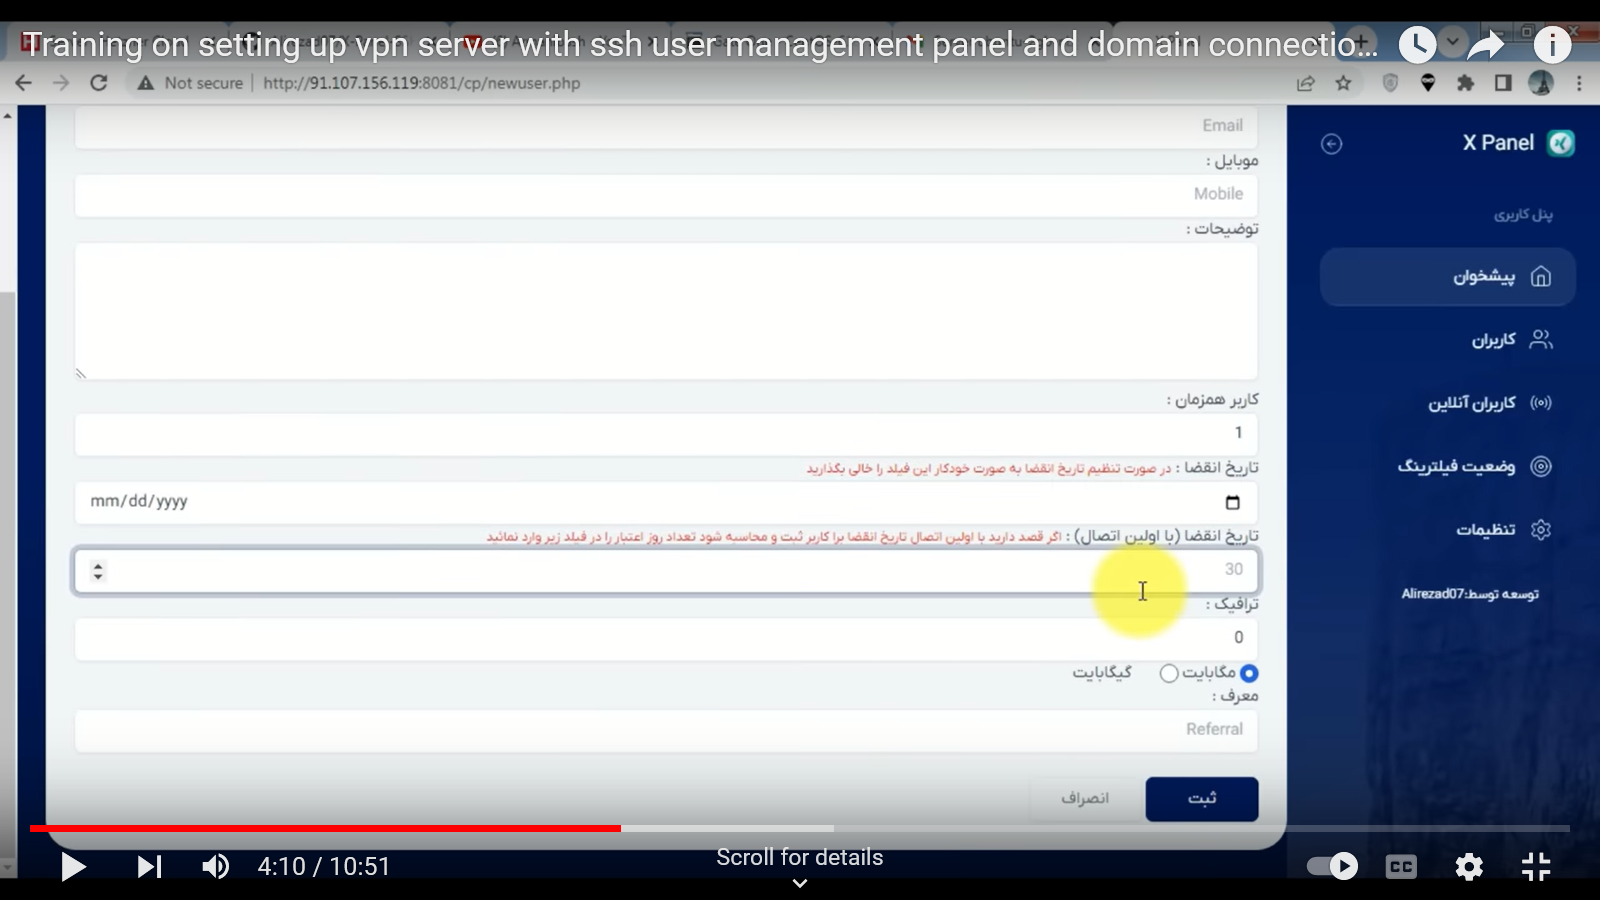 Training on setting up vpn server with ssh user management panel and domain connectio...
Not secure | http://91.107.156.119:8081/cp/newuser.php
X Panel
پنل کاربری
پیشخوان
کاربران
کاربران آنلاین
وضعیت فیلترینگ
تنظیمات
توسعه توسط:Alirezad07
Email
موبایل :
Mobile
توضیحات :
کاربر همزمان :
1
تاریخ انقضا : در صورت تنظیم تاریخ انقضا به صورت خودکار این فیلد را خالی بگذارید
mm/dd/yyyy
تاریخ انقضا (با اولین اتصال) : اگر قصد دارید با اولین اتصال تاریخ انقضا برا کاربر ثبت و محاسبه شود تعداد روز اعتبار را در فیلد زیر وارد نمائید
30
ترافیک :
0
مگابایت گیگابایت
معرف :
Referral
ثبت انصراف
4:10 / 10:51
Scroll for details
CC